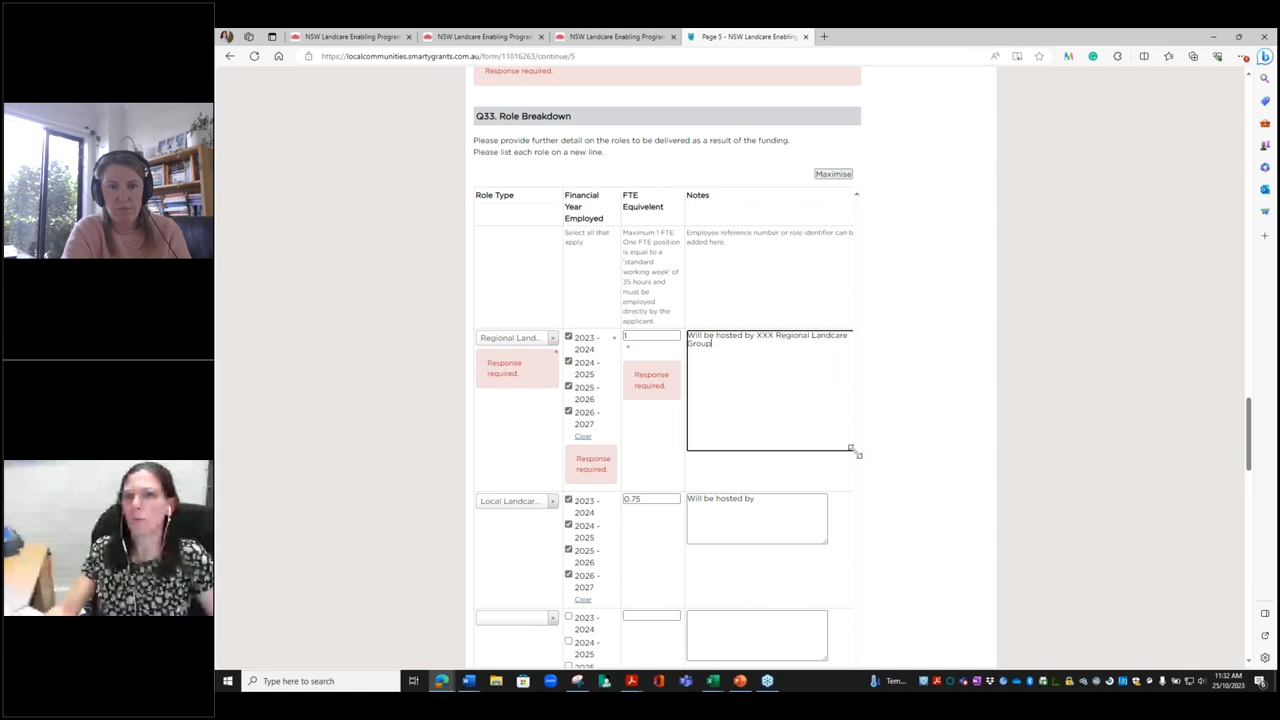 NSW Landcare Enabling Program
NSW Landcare Enabling Program
NSW Landcare Enabling Program
Page 5 - NSW Landcare Enabling
https://localcommunities.smartygrants.com.au/form/11016263/continue/5
Response required.
Q33. Role Breakdown
Please provide further detail on the roles to be delivered as a result of the funding.
Please list each role on a new line.
Maximise
Role Type
Financial
Year
Employed
FTE
Equivelent
Notes
Select all that
apply.
Maximum 1 FTE.
One FTE position
is equal to a
'standard
working week' of
35 hours and
must be
employed
directly by the
applicant.
Employee reference number or role identifier can b
added here.
Regional Land...
Response
required.
2023 -
2024
2024 -
2025
2025 -
2026
2026 -
2027
Clear
Response
required.
1
Response
required.
Will be hosted by XXX Regional Landcare
Group
Local Landcar...
2023 -
2024
2024 -
2025
2025 -
2026
2026 -
2027
Clear
0.75
Will be hosted by
2023 -
2024
2024 -
2025
2025 -
Type here to search
Tem...
11:32 AM
25/10/2023